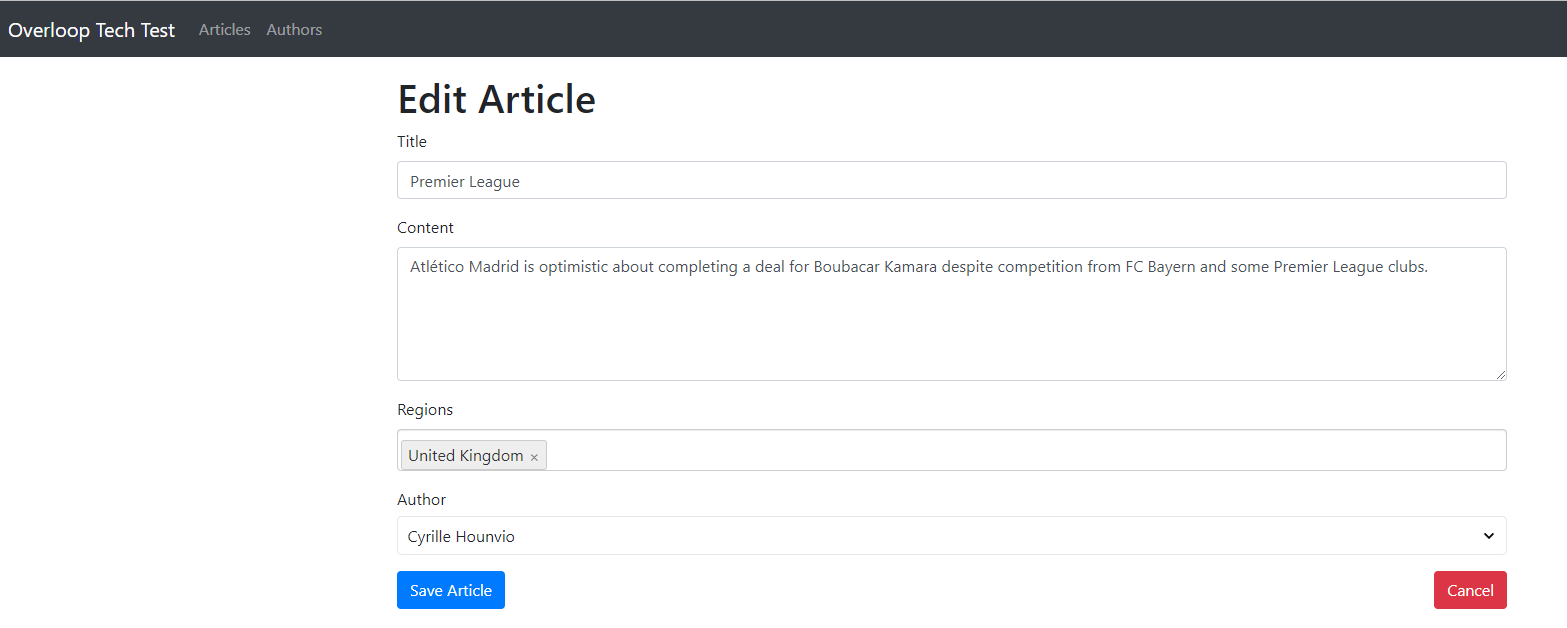 Overloop Tech Test Articles Authors
Edit Article
Title
Premier League
Content
Atlético Madrid is optimistic about completing a deal for Boubacar Kamara despite competition from FC Bayern and some Premier League clubs.
Regions
United Kingdom ×
Author
Cyrille Hounvio
Save Article Cancel